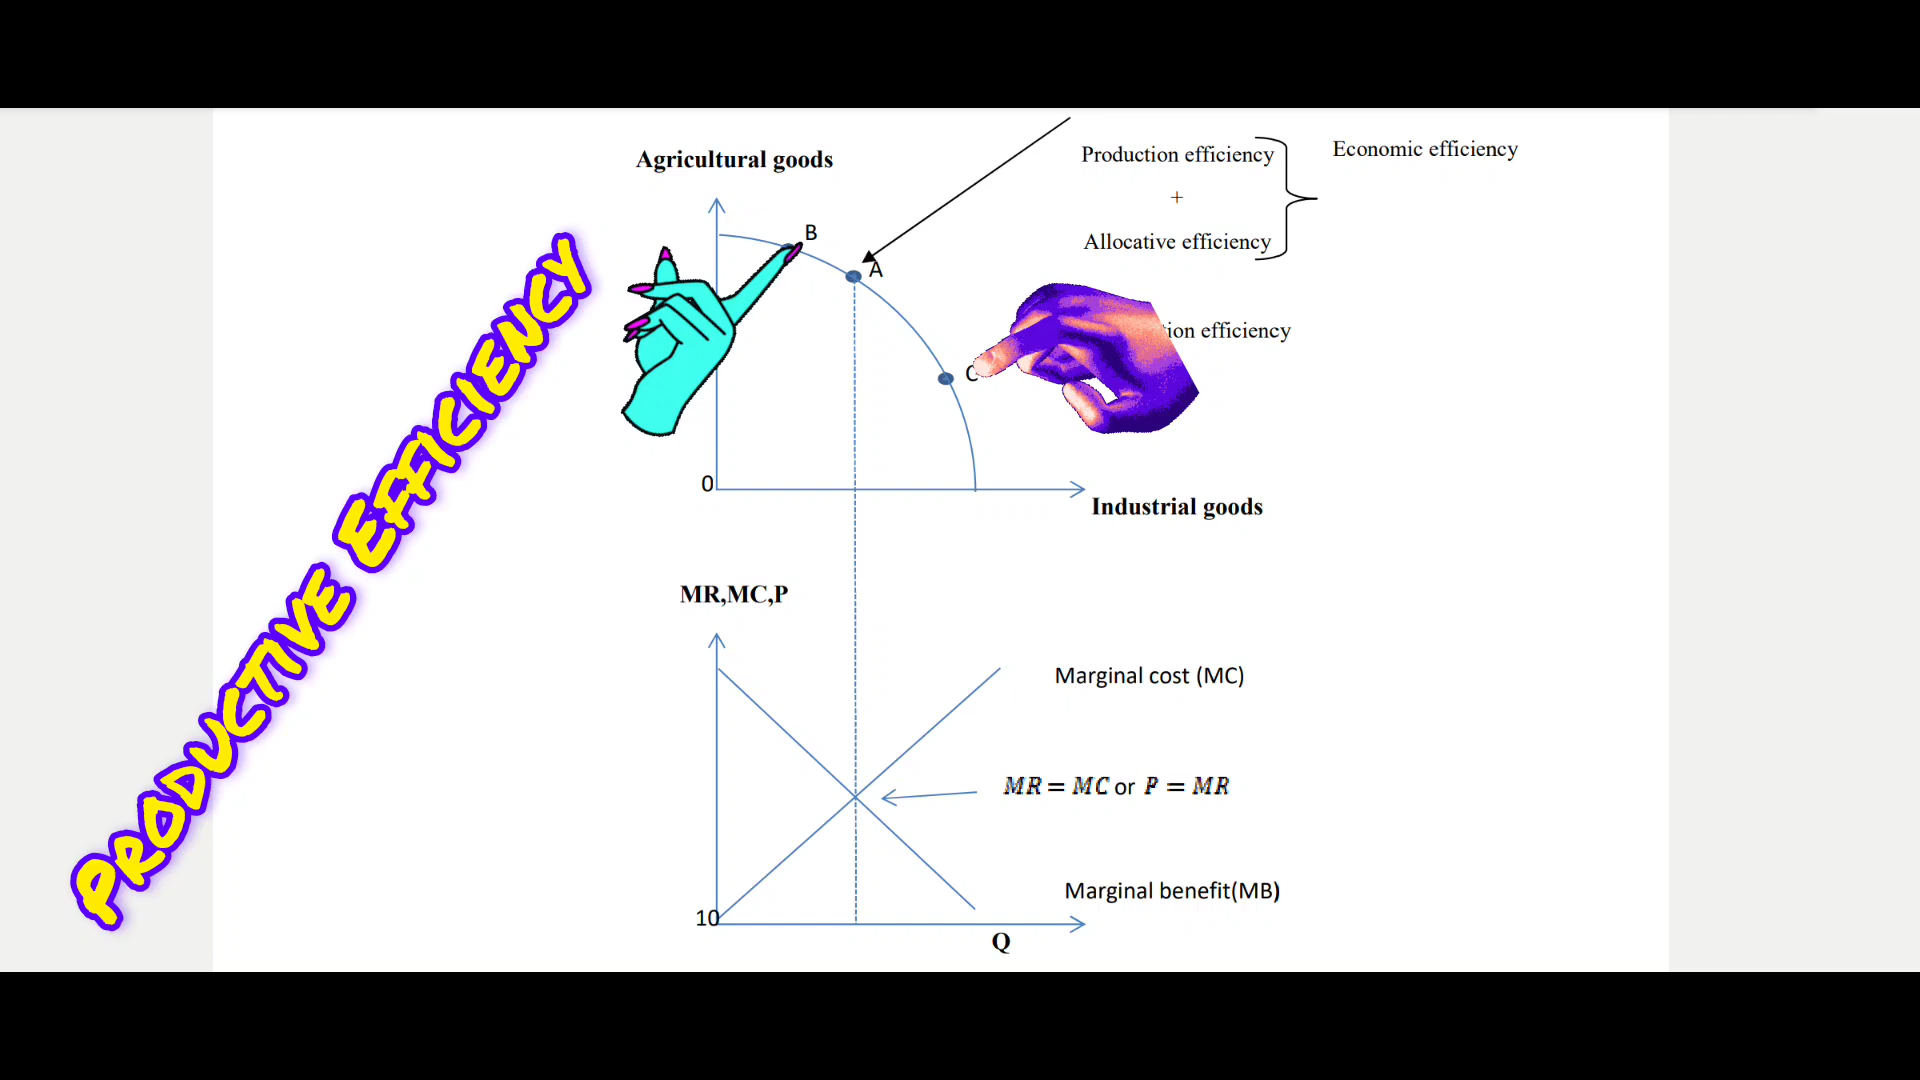 Agricultural goods
Production efficiency
+
Allocative efficiency
Economic efficiency
B
A
C
efficiency
0
Industrial goods
PRODUCTIVE EFFICIENCY
MR,MC,P
Marginal cost (MC)
MR = MC or P = MR
Marginal benefit(MB)
10
Q